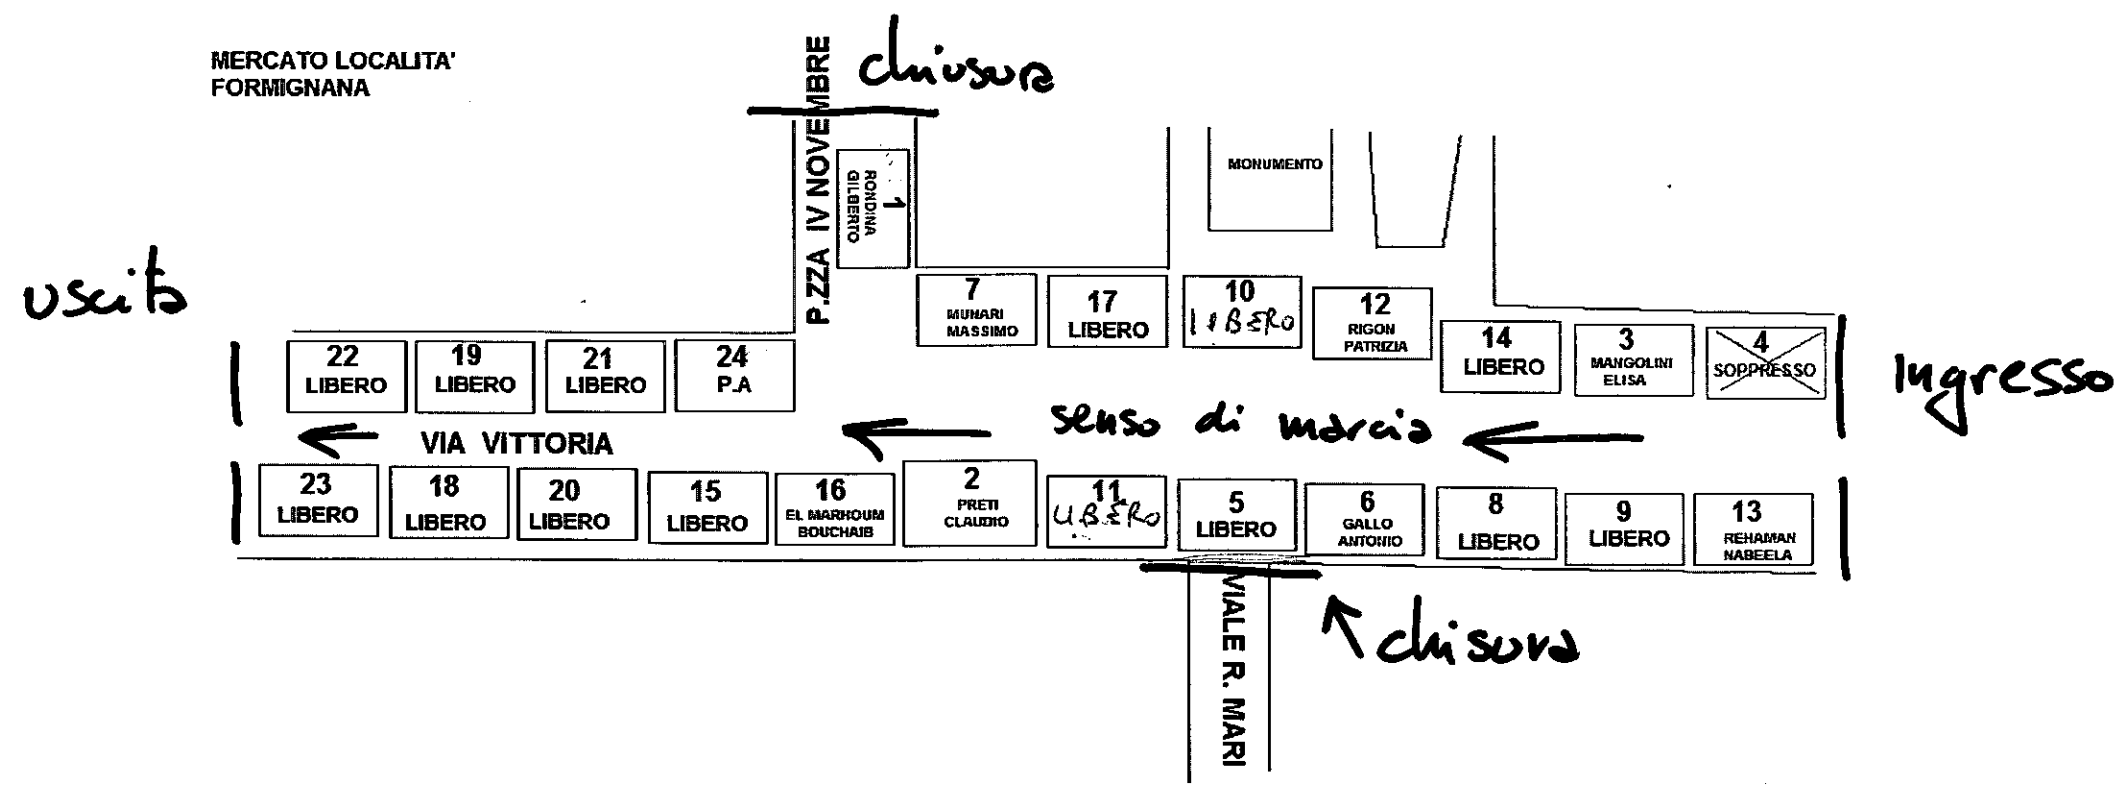 MERCATO LOCALITA'
FORMIGNANA
P.ZZA IV NOVEMBRE
chiusura
1
RONDINA
GILBERTO
MONUMENTO
uscita
7
MUNARI
MASSIMO
17
LIBERO
10
LIBERO
12
RIGON
PATRIZIA
14
LIBERO
3
MANGOLINI
ELISA
4
SOPPRESSO
Ingresso
22
LIBERO
19
LIBERO
21
LIBERO
24
P.A
senso di marcia
VIA VITTORIA
23
LIBERO
18
LIBERO
20
LIBERO
15
LIBERO
16
EL MARHOUM
BOUCHAIB
2
PRETI
CLAUDIO
11
LIBERO
5
LIBERO
6
GALLO
ANTONIO
8
LIBERO
9
LIBERO
13
REHAMAN
NABEELA
VIALE R. MARI
chisura